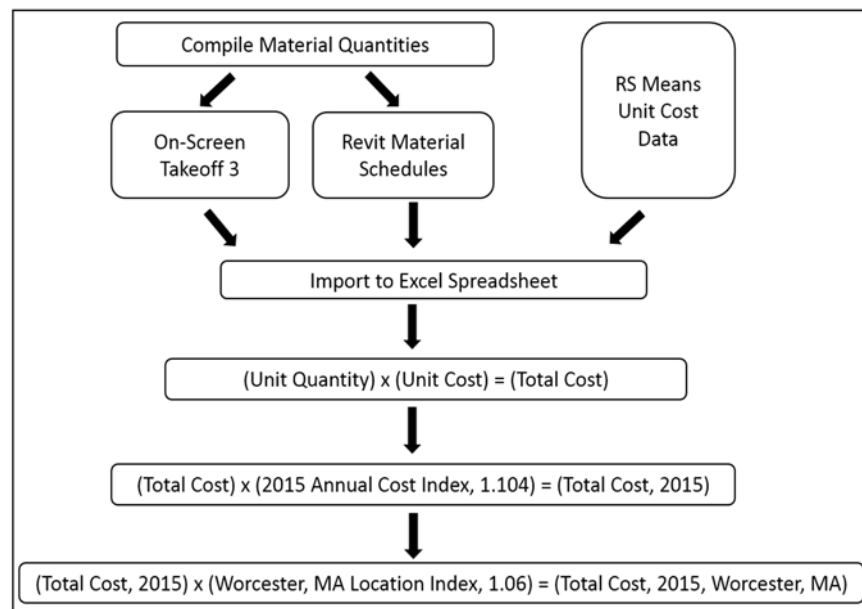 Compile Material Quantities
On-Screen
Takeoff 3
Revit Material
Schedules
RS Means
Unit Cost
Data
Import to Excel Spreadsheet
(Unit Quantity) x (Unit Cost) = (Total Cost)
(Total Cost) x (2015 Annual Cost Index, 1.104) = (Total Cost, 2015)
(Total Cost, 2015) x (Worcester, MA Location Index, 1.06) = (Total Cost, 2015, Worcester, MA)